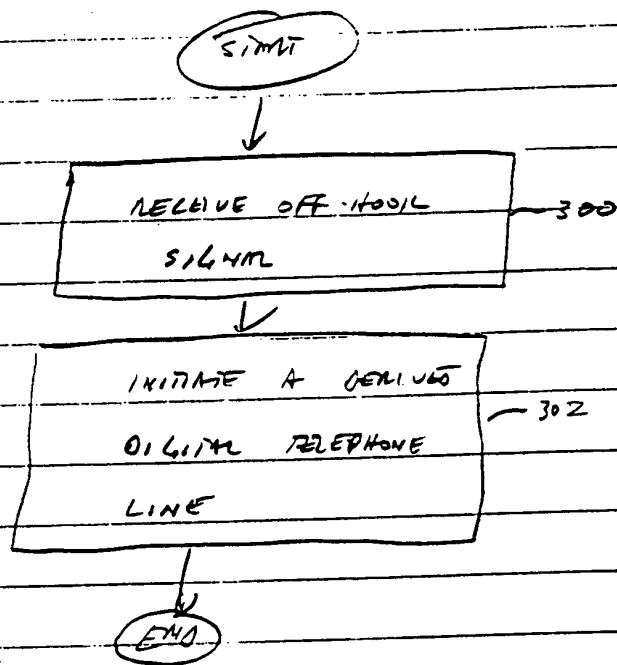 START
RECEIVE OFF-HOOK
SIGNAL
300
INITIATE A DERIVED
DIGITAL TELEPHONE
LINE
302
END